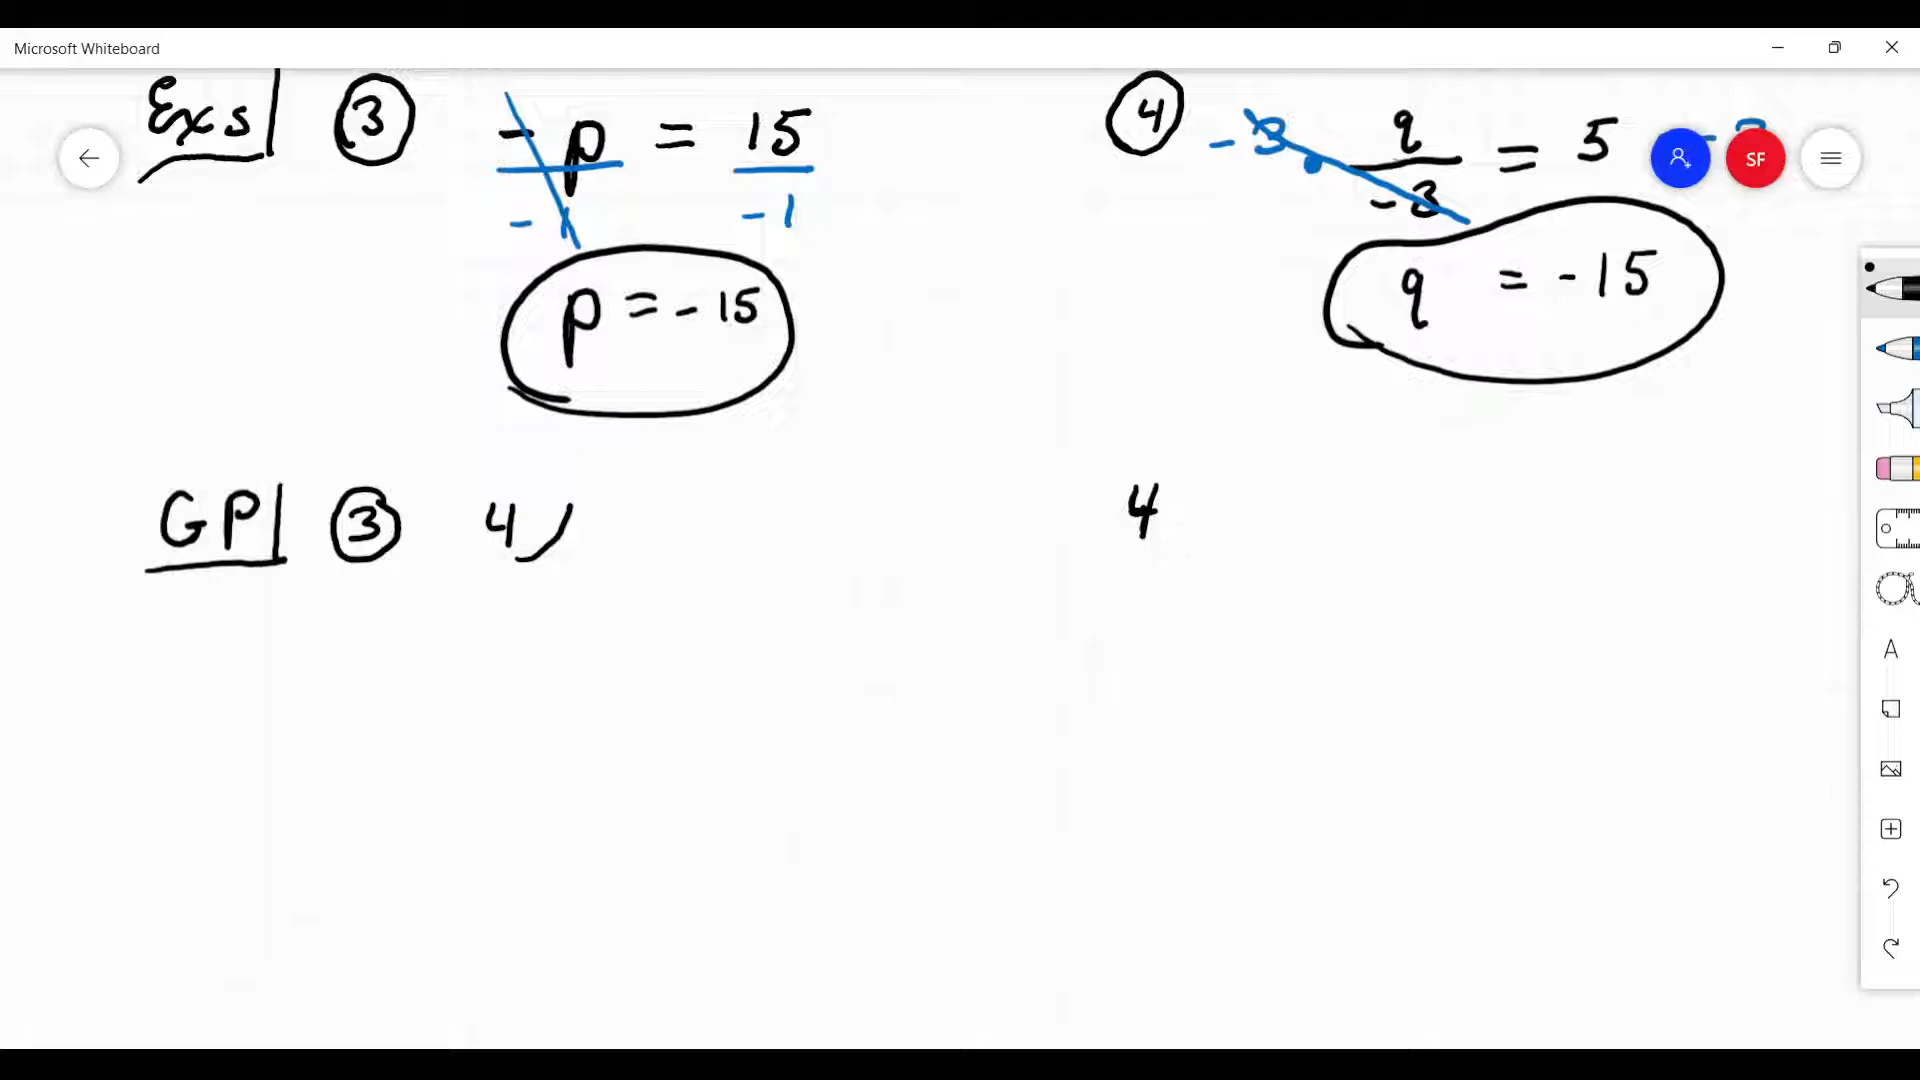 Microsoft Whiteboard
Exs ③ - p = 15
-1 -1
p = -15
④ -3 • q/-3 = 5
q = -15
SF
GP ③ 4
4
A